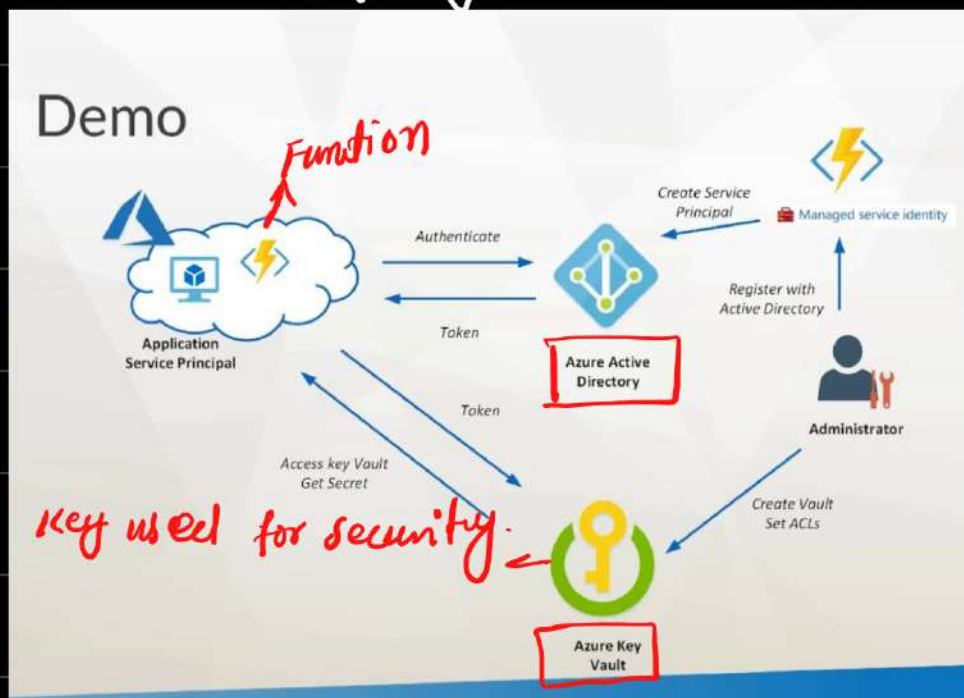 Demo
Function
Create Service
Principal
Managed service identity
Authenticate
Register with
Active Directory
Token
Application
Service Principal
Azure Active
Directory
Token
Administrator
Access key Vault
Get Secret
Create Vault
Set ACLs
Key used for security.
Azure Key
Vault